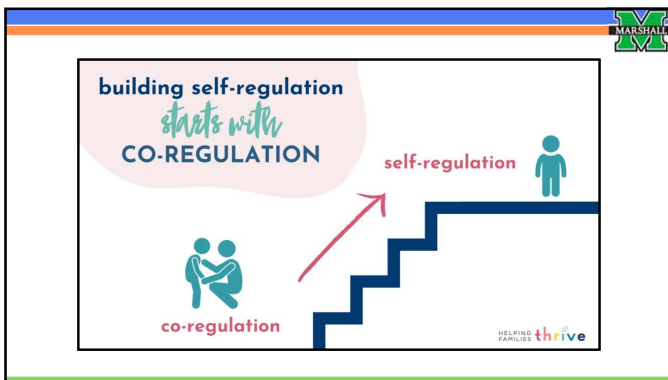 MARSHALL
building self-regulation
starts with
CO-REGULATION
self-regulation
co-regulation
HELPING
FAMILIES thrive